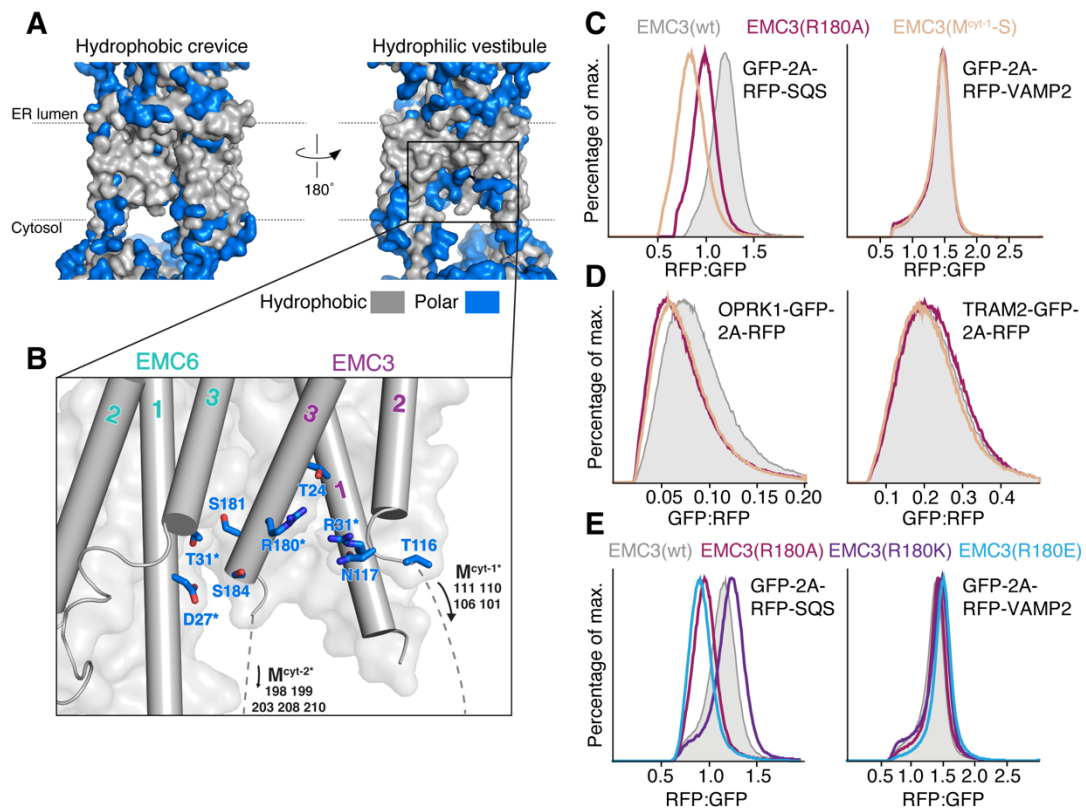 A
Hydrophobic crevice
Hydrophilic vestibule
ER lumen
180°
Cytosol
Hydrophobic
Polar
B
EMC6
EMC3
2
1
3
3
1
2
T24
S181
R180*
R31*
T116
T31*
N117
S184
D27*
Mcyt-1*
111 110
106 101
Mcyt-2*
198 199
203 208 210
C
EMC3(wt) EMC3(R180A) EMC3(Mcyt-1-S)
Percentage of max.
GFP-2A-
RFP-SQS
0.5 1.0 1.5
RFP:GFP
GFP-2A-
RFP-VAMP2
0.5 1.0 1.5 2.0 2.5
RFP:GFP
D
Percentage of max.
OPRK1-GFP-
2A-RFP
0.05 0.10 0.15 0.20
GFP:RFP
TRAM2-GFP-
2A-RFP
0.1 0.2 0.3 0.4
GFP:RFP
E
EMC3(wt) EMC3(R180A) EMC3(R180K) EMC3(R180E)
Percentage of max.
GFP-2A-
RFP-SQS
0.5 1.0 1.5
RFP:GFP
GFP-2A-
RFP-VAMP2
0.5 1.0 1.5 2.0 2.5
RFP:GFP